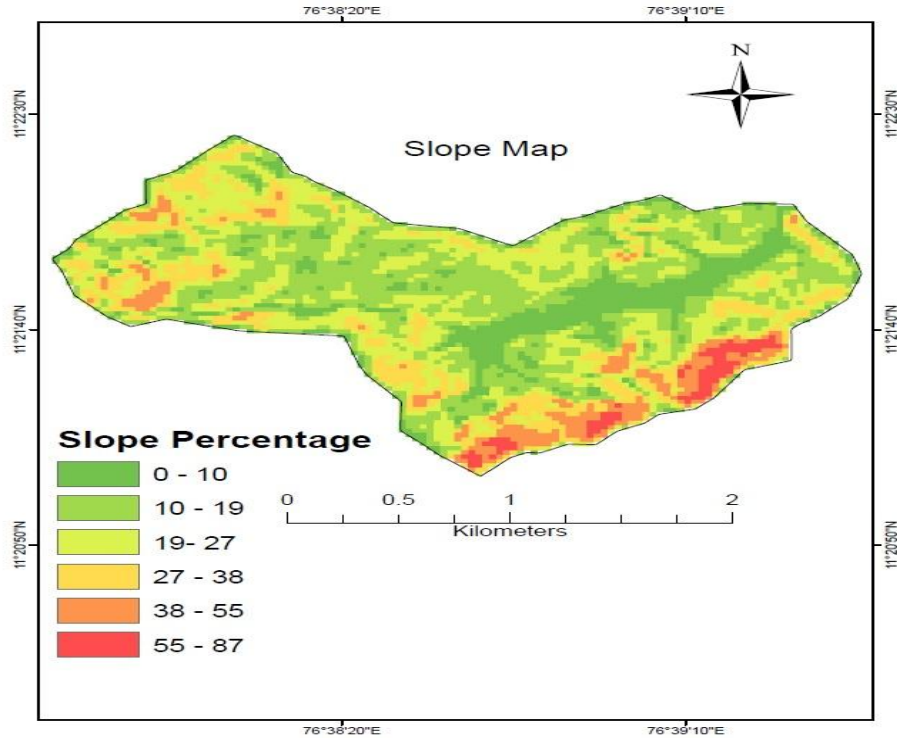 76°38'20"E 76°39'10"E
N
11°22'30"N 11°22'30"N
Slope Map
11°21'40"N 11°21'40"N
Slope Percentage
0 - 10
10 - 19
19- 27
27 - 38
38 - 55
55 - 87
0 0.5 1 2
Kilometers
11°20'50"N 11°20'50"N
76°38'20"E 76°39'10"E